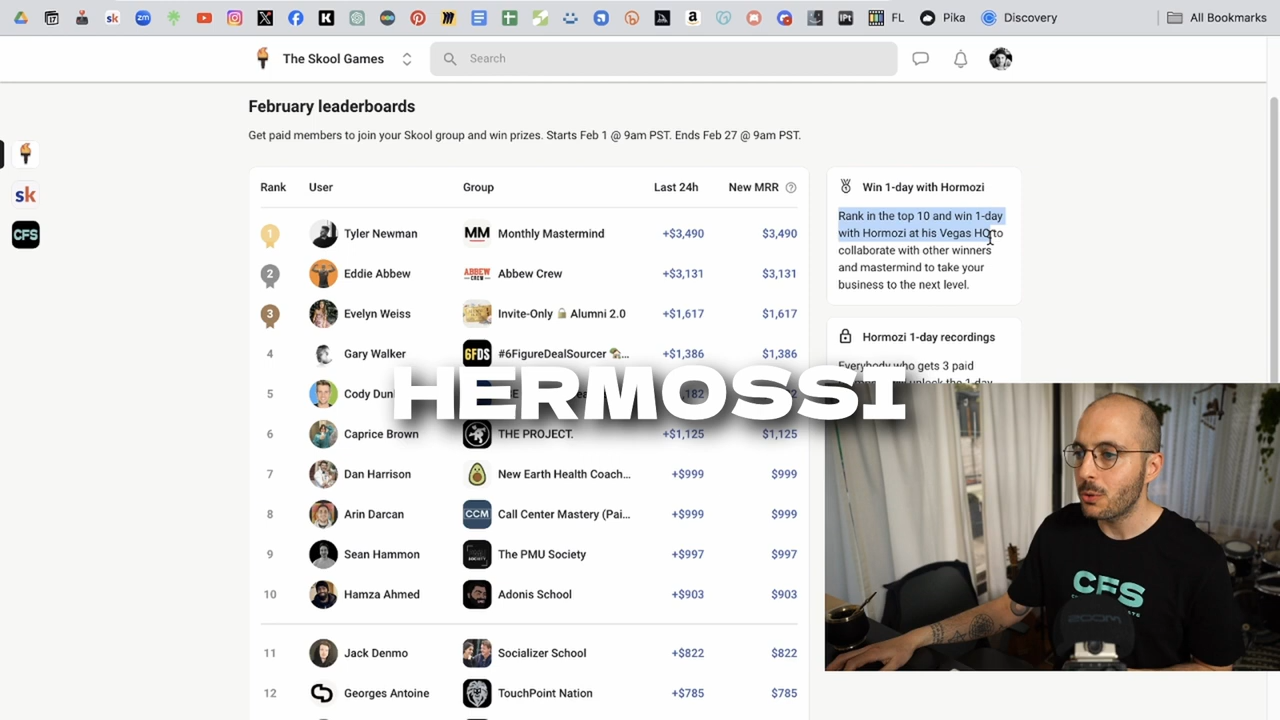 FL
Pika
Discovery
All Bookmarks
The Skool Games
Search
February leaderboards
Get paid members to join your Skool group and win prizes. Starts Feb 1 @ 9am PST. Ends Feb 27 @ 9am PST.
sk
CFS
Rank User Group Last 24h New MRR
1 Tyler Newman MM Monthly Mastermind +$3,490 $3,490
2 Eddie Abbew ABBEW CREW Abbew Crew +$3,131 $3,131
3 Evelyn Weiss Invite-Only 🔒 Alumni 2.0 +$1,617 $1,617
4 Gary Walker 6FDS #6FigureDealSourcer 🏡... +$1,386 $1,386
5 Cody
6 Caprice Brown THE PROJECT. +$1,125 $1,125
7 Dan Harrison New Earth Health Coach... +$999 $999
8 Arin Darcan CCM Call Center Mastery (Pai... +$999 $999
9 Sean Hammon The PMU Society +$997 $997
10 Hamza Ahmed Adonis School +$903 $903
11 Jack Denmo Socializer School +$822 $822
12 Georges Antoine TouchPoint Nation +$785 $785
Win 1-day with Hormozi
Rank in the top 10 and win 1-day
with Hormozi at his Vegas HQ to
collaborate with other winners
and mastermind to take your
business to the next level.
Hormozi 1-day recordings
Everybody who gets 3 paid
HERMOSSI
CFS
zoom